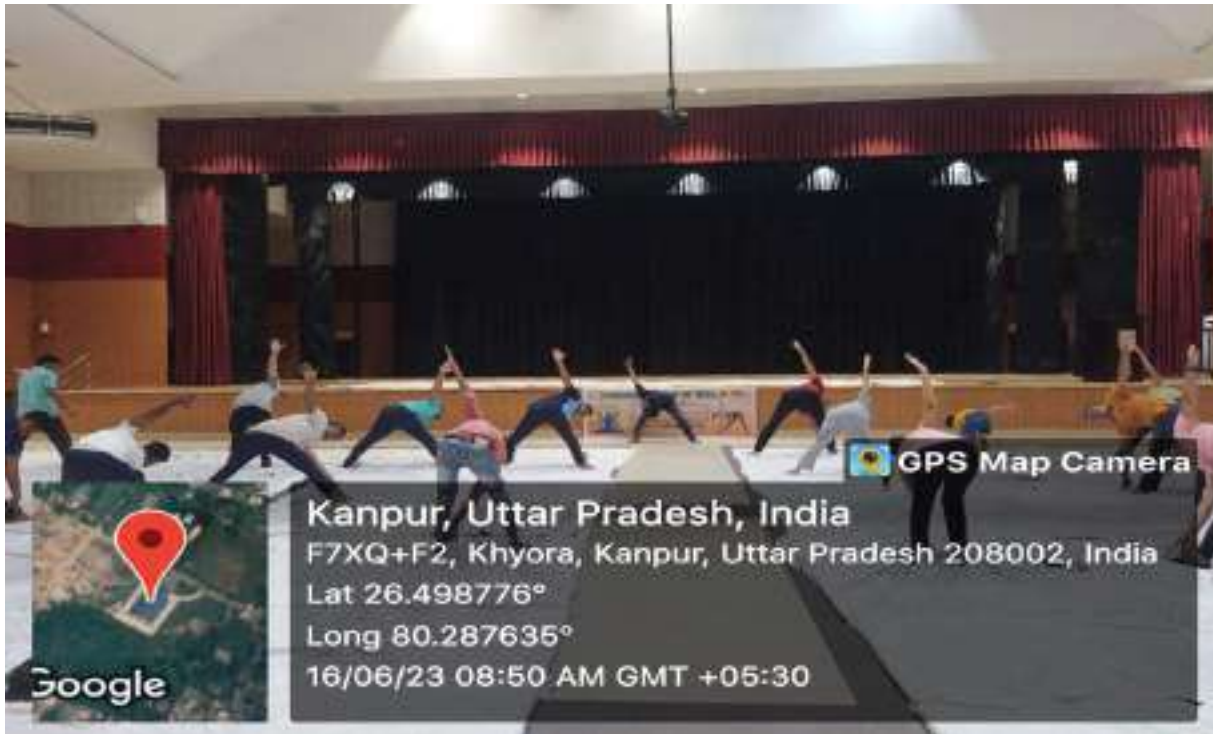 GPS Map Camera
Kanpur, Uttar Pradesh, India
F7XQ+F2, Khyora, Kanpur, Uttar Pradesh 208002, India
Lat 26.498776°
Long 80.287635°
16/06/23 08:50 AM GMT +05:30
Google